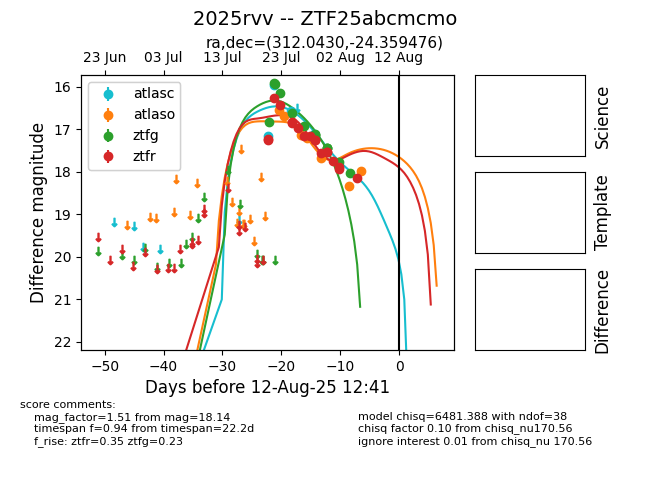 2025rvv -- ZTF25abcmcmo
ra,dec=(312.0430,-24.359476)
23 Jun 03 Jul 13 Jul 23 Jul 02 Aug 12 Aug
atlasc
atlaso
ztfg
ztfr
16
17
18
19
20
21
22
Difference magnitude
−50 −40 −30 −20 −10 0
Days before 12-Aug-25 12:41
Science
Template
Difference
score comments:
mag_factor=1.51 from mag=18.14
timespan f=0.94 from timespan=22.2d
f_rise: ztfr=0.35 ztfg=0.23
model chisq=6481.388 with ndof=38
chisq factor 0.10 from chisq_nu170.56
ignore interest 0.01 from chisq_nu 170.56